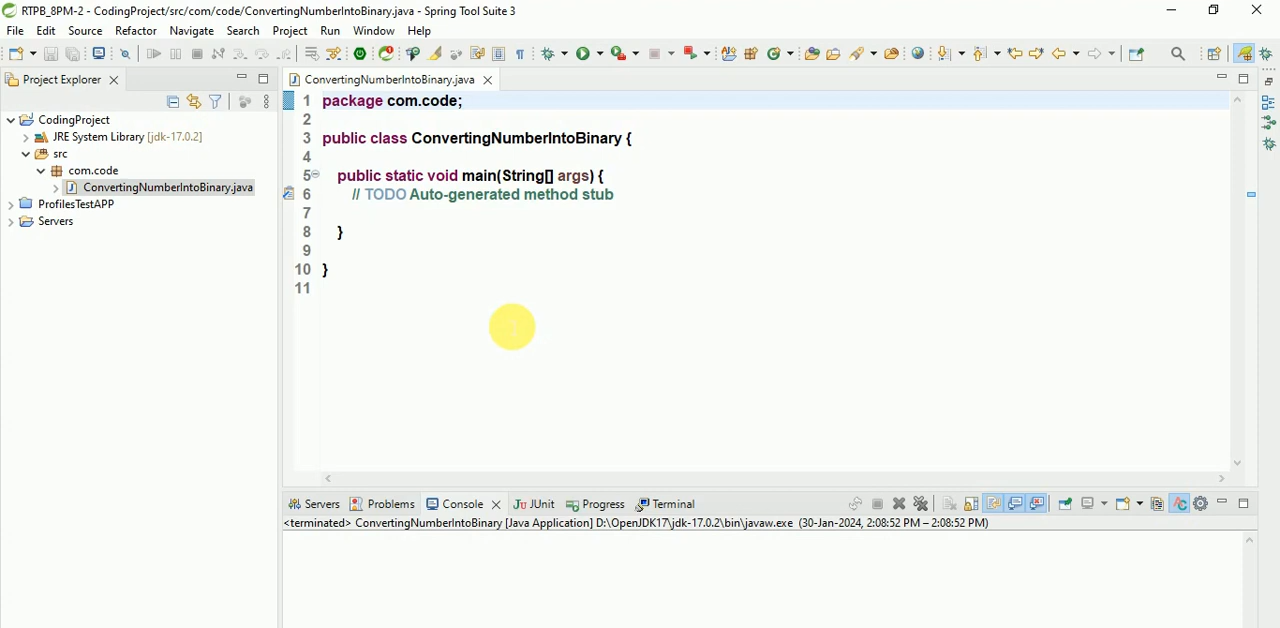 RTPB_8PM-2 - CodingProject/src/com/code/ConvertingNumberIntoBinary.java - Spring Tool Suite 3
File Edit Source Refactor Navigate Search Project Run Window Help
Project Explorer
CodingProject
JRE System Library [jdk-17.0.2]
src
com.code
ConvertingNumberIntoBinary.java
ProfilesTestAPP
Servers
ConvertingNumberIntoBinary.java
1 package com.code;
2
3 public class ConvertingNumberIntoBinary {
4
5 public static void main(String[] args) {
6 // TODO Auto-generated method stub
7
8 }
9
10 }
11
Servers Problems Console JUnit Progress Terminal
<terminated> ConvertingNumberIntoBinary [Java Application] D:\OpenJDK17\jdk-17.0.2\bin\javaw.exe (30-Jan-2024, 2:08:52 PM – 2:08:52 PM)